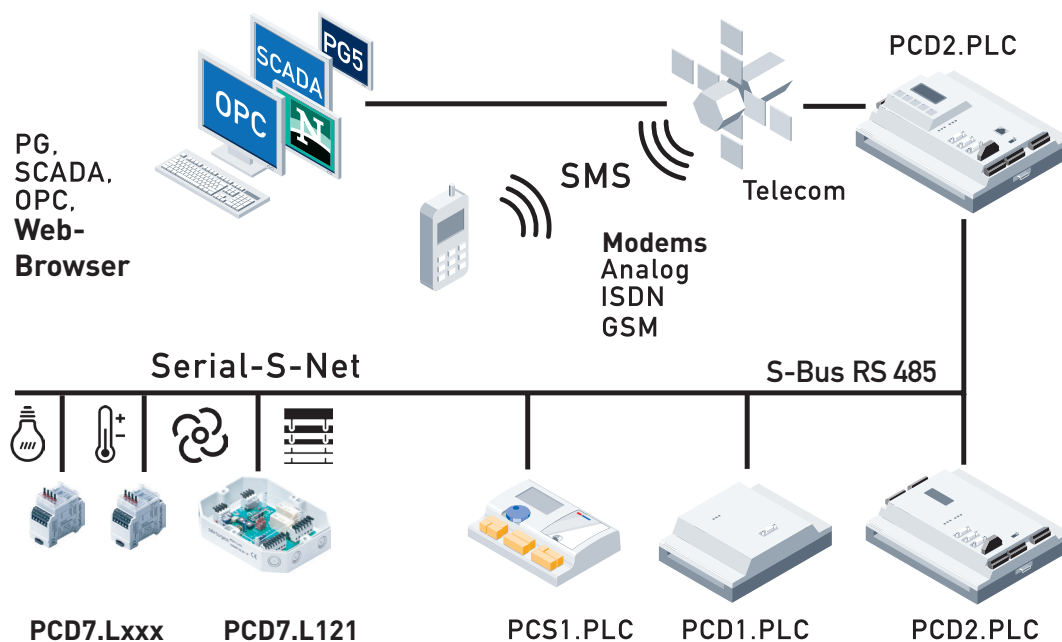 PG5
SCADA
OPC
N
PCD2.PLC
PG,
SCADA,
OPC,
Web-
Browser
SMS
Telecom
Modems
Analog
ISDN
GSM
Serial-S-Net
S-Bus RS 485
+
−
PCD7.Lxxx
PCD7.L121
PCS1.PLC
PCD1.PLC
PCD2.PLC